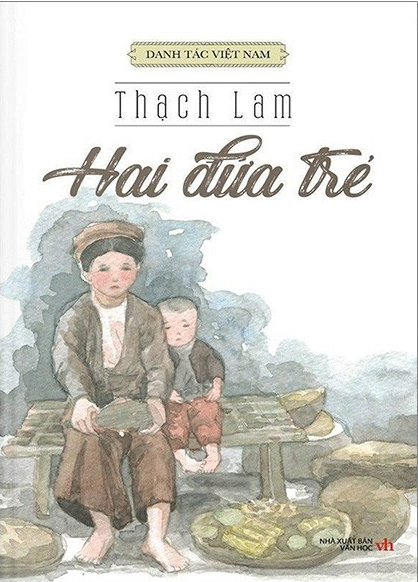 DANH TÁC VIỆT NAM
Thạch Lam
Hai đứa trẻ
NHÀ XUẤT BẢN
VĂN HỌC vh